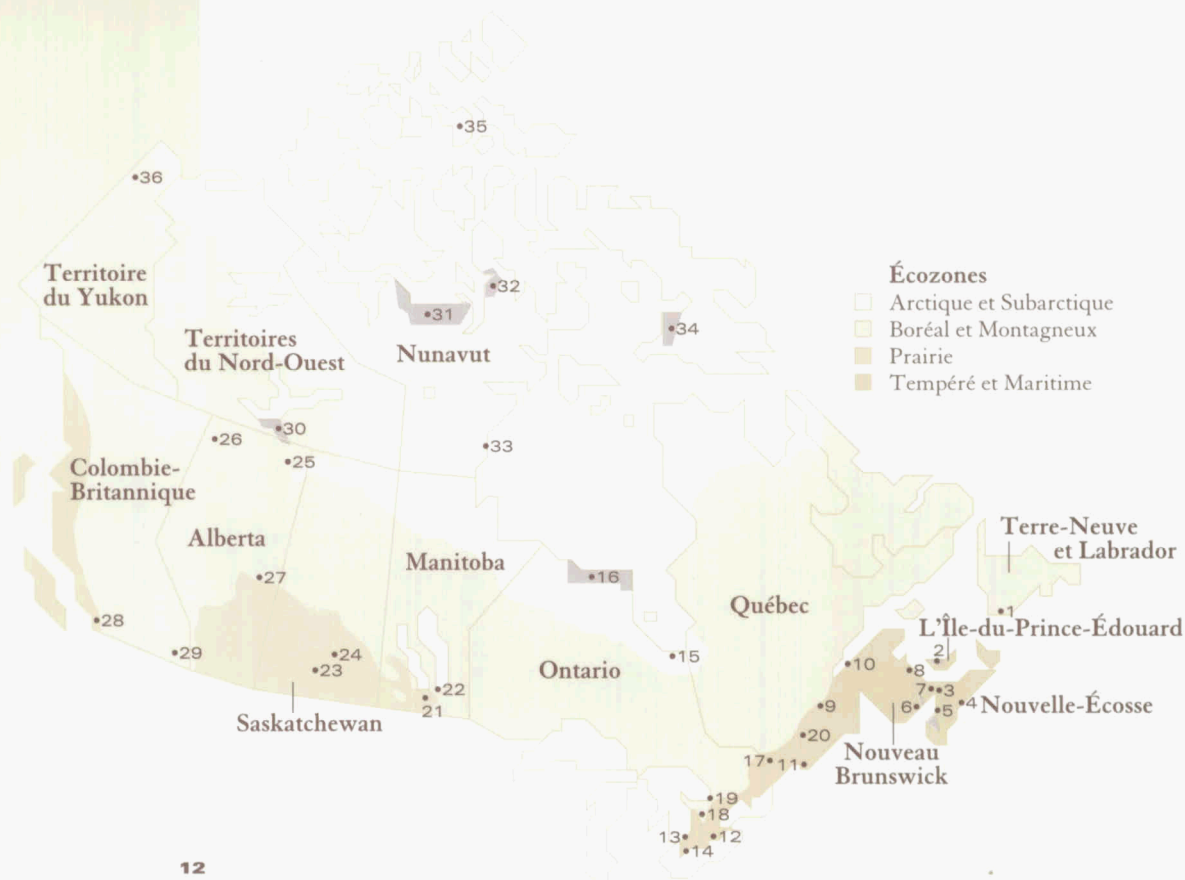 35
36
Territoire
du Yukon
32
31
34
Territoires
du Nord-Ouest
Nunavut
Écozones
Arctique et Subarctique
Boréal et Montagneux
Prairie
Tempéré et Maritime
30
26
33
25
Colombie-
Britannique
Alberta
Manitoba
Terre-Neuve
et Labrador
27
16
Québec
28
1
L'Île-du-Prince-Édouard
29
24
23
Ontario
15
10
8
2
22
21
7
3
6
5
4
Nouvelle-Écosse
Saskatchewan
9
20
Nouveau
Brunswick
17
11
19
18
13
12
14
12